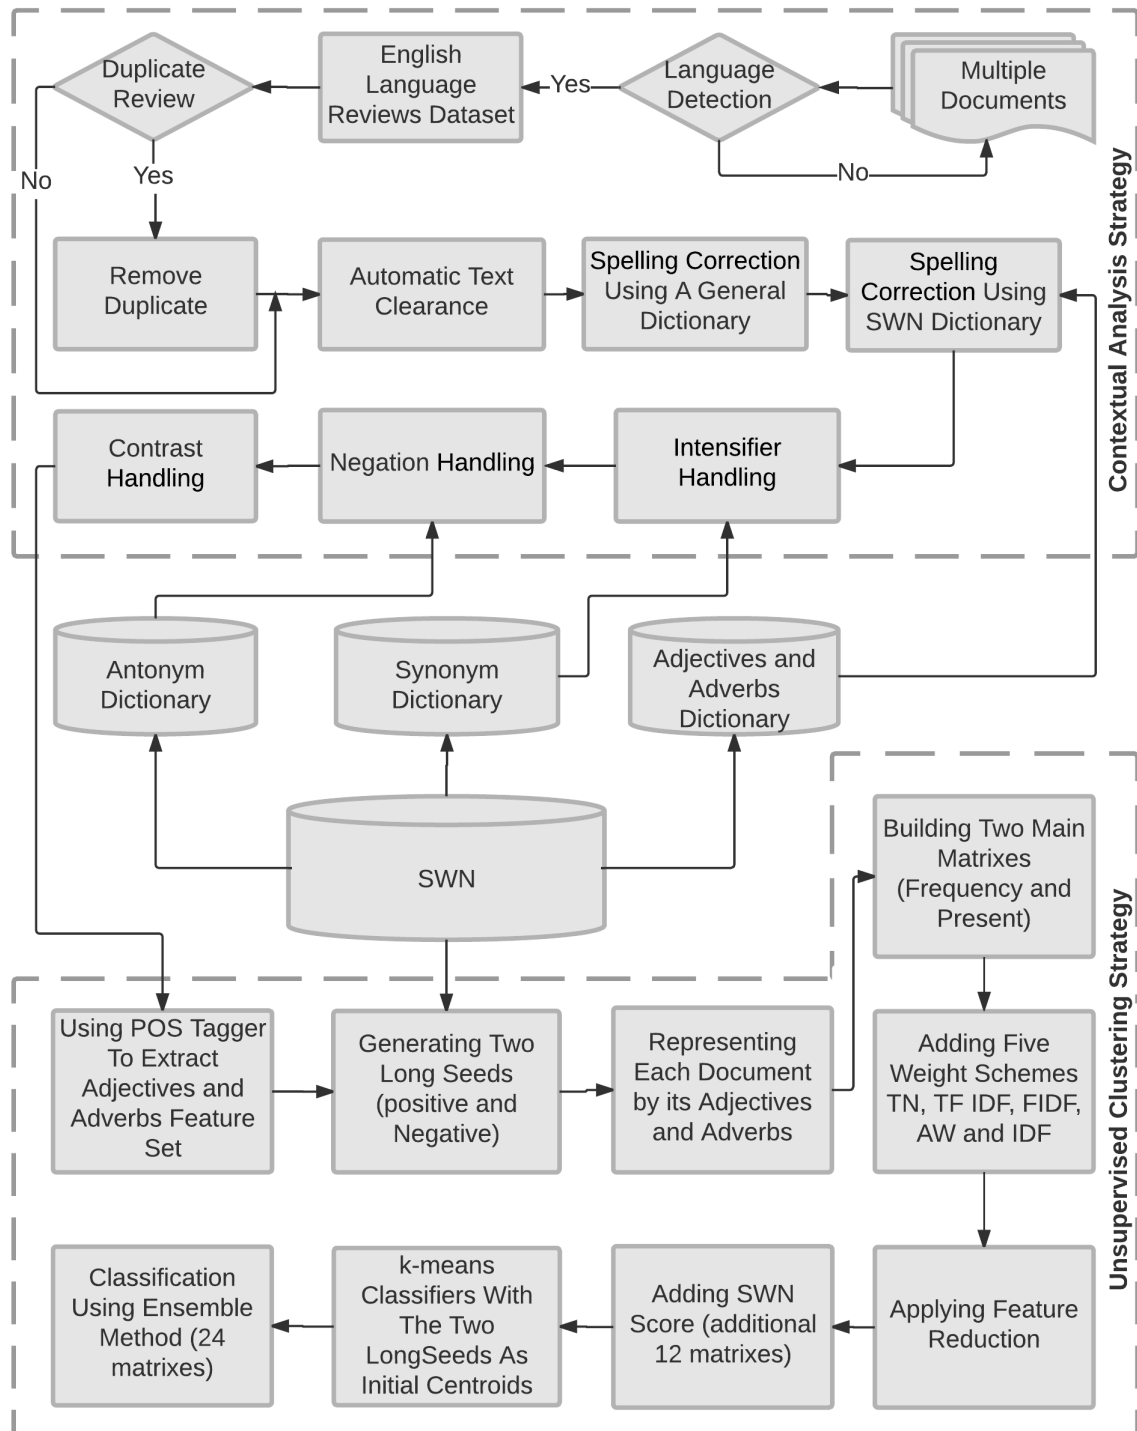 Duplicate
Review
English
Language
Reviews Dataset
Yes
Language
Detection
Multiple
Documents
No
Yes
No
Remove
Duplicate
Automatic Text
Clearance
Spelling Correction
Using A General
Dictionary
Spelling
Correction Using
SWN Dictionary
Contextual Analysis Strategy
Contrast
Handling
Negation Handling
Intensifier
Handling
Antonym
Dictionary
Synonym
Dictionary
Adjectives and
Adverbs
Dictionary
SWN
Building Two Main
Matrixes
(Frequency and
Present)
Unsupervised Clustering Strategy
Using POS Tagger
To Extract
Adjectives and
Adverbs Feature
Set
Generating Two
Long Seeds
(positive and
Negative)
Representing
Each Document
by its Adjectives
and Adverbs
Adding Five
Weight Schemes
TN, TF IDF, FIDF,
AW and IDF
Classification
Using Ensemble
Method (24
matrixes)
k-means
Classifiers With
The Two
LongSeeds As
Initial Centroids
Adding SWN
Score (additional
12 matrixes)
Applying Feature
Reduction